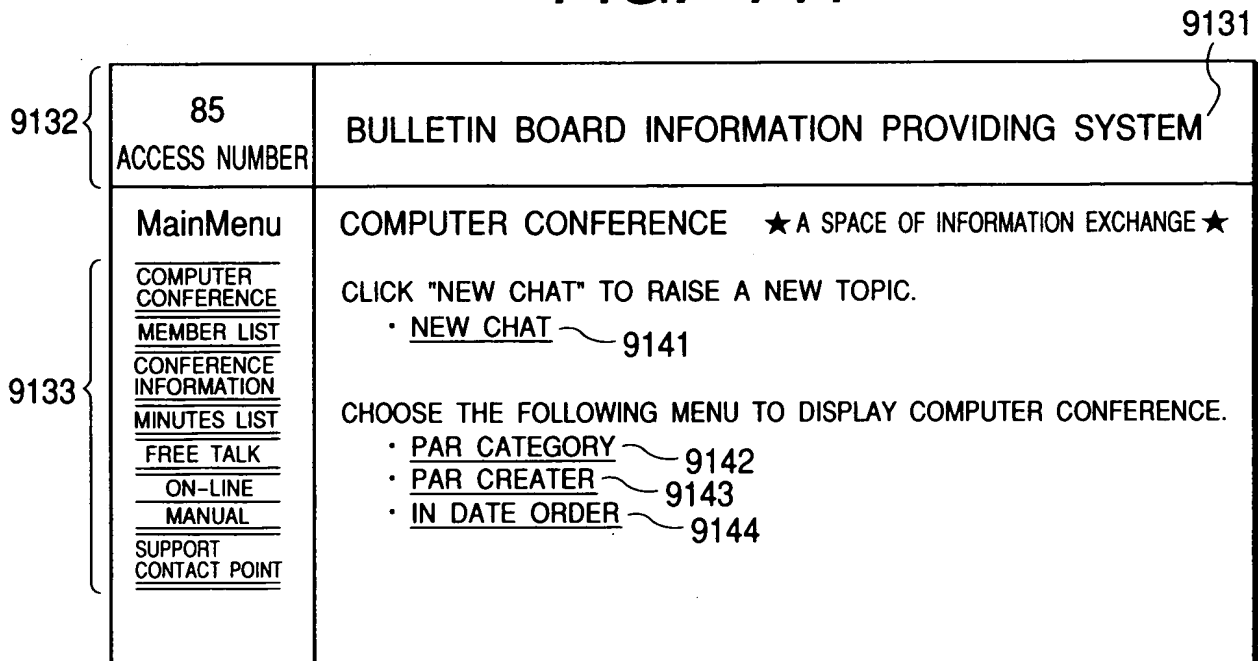 9131
9132
85
ACCESS NUMBER
BULLETIN BOARD INFORMATION PROVIDING SYSTEM
MainMenu
COMPUTER CONFERENCE ★ A SPACE OF INFORMATION EXCHANGE ★
9133
COMPUTER
CONFERENCE
MEMBER LIST
CONFERENCE
INFORMATION
MINUTES LIST
FREE TALK
ON-LINE
MANUAL
SUPPORT
CONTACT POINT
CLICK "NEW CHAT" TO RAISE A NEW TOPIC.
· NEW CHAT 9141
CHOOSE THE FOLLOWING MENU TO DISPLAY COMPUTER CONFERENCE.
· PAR CATEGORY 9142
· PAR CREATER 9143
· IN DATE ORDER 9144